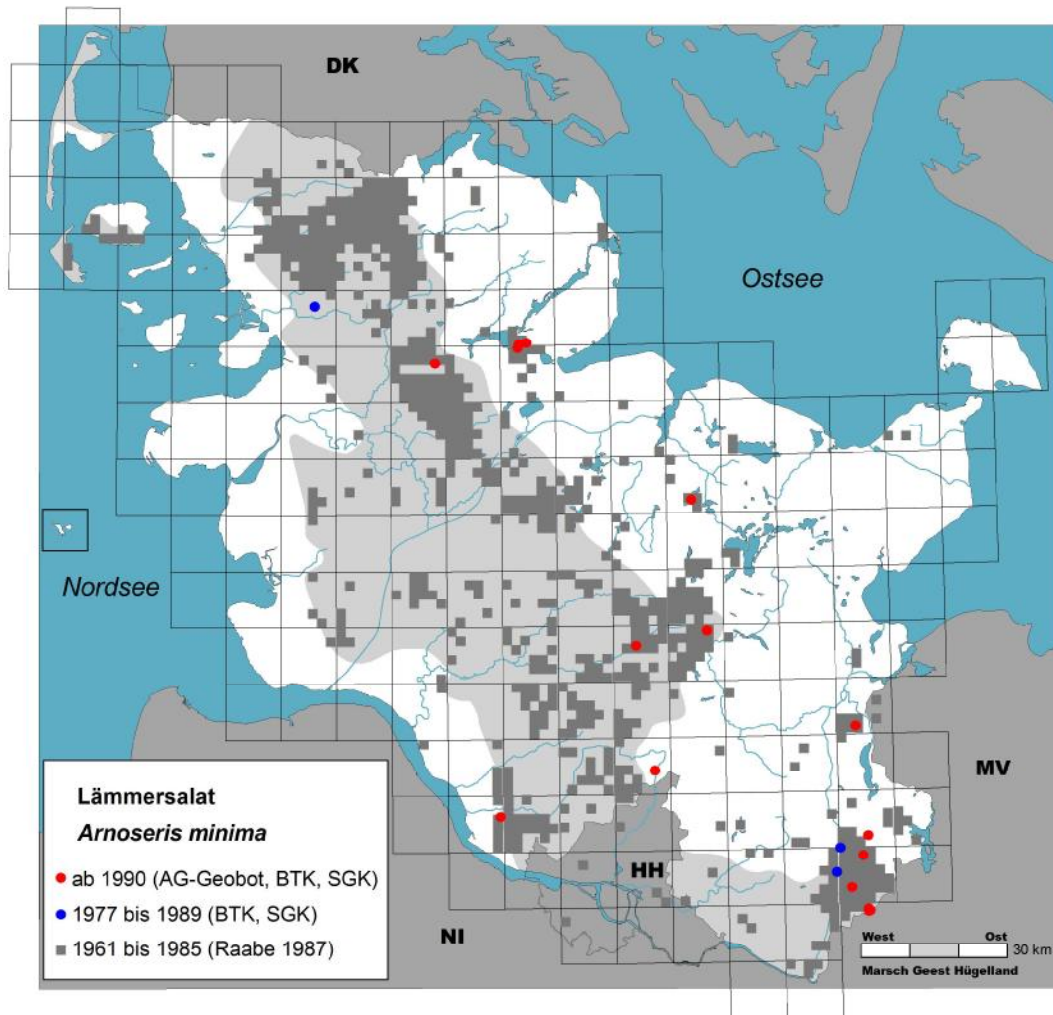 DK
Ostsee
Nordsee
MV
HH
NI
Lämmersalat
Arnoseris minima
ab 1990 (AG-Geobot, BTK, SGK)
1977 bis 1989 (BTK, SGK)
1961 bis 1985 (Raabe 1987)
West Ost
30 km
Marsch Geest Hügelland